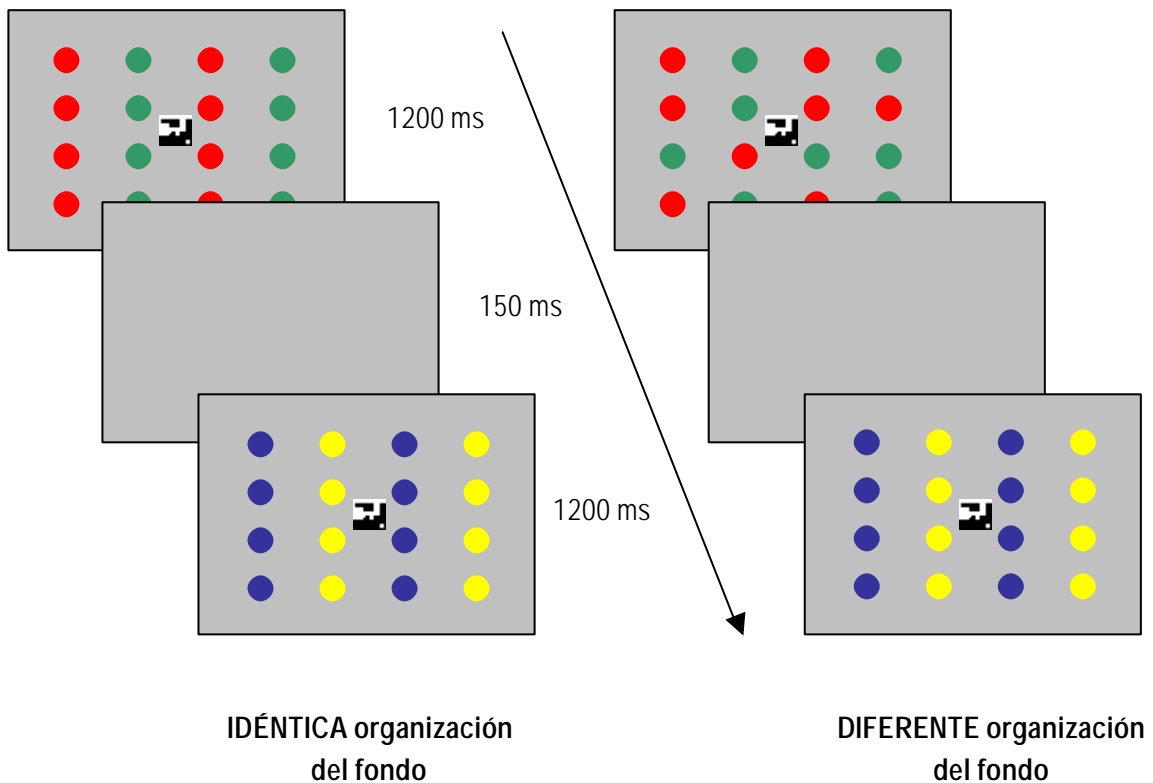 1200 ms
150 ms
1200 ms
IDÉNTICA organización
del fondo
DIFERENTE organización
del fondo